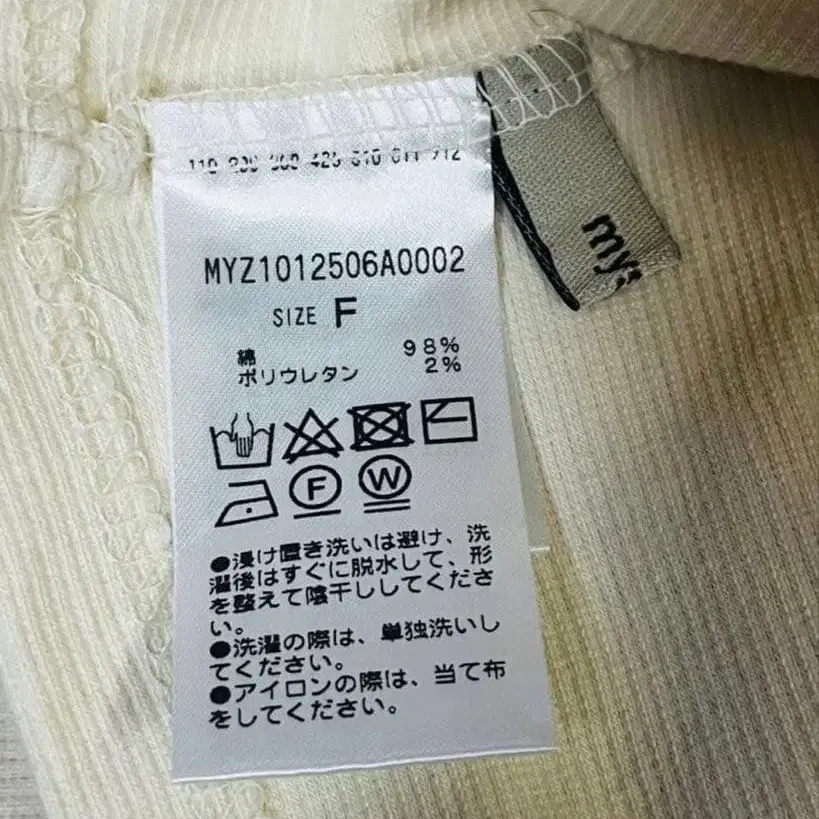 MYZ1012506A0002
SIZE F
綿 98%
ポリウレタン 2%
F W
●浸け置き洗いは避け、洗
濯後はすぐに脱水して、形
を整えて陰干ししてくださ
い。
●洗濯の際は、単独洗いし
てください。
●アイロンの際は、当て布
をしてください。